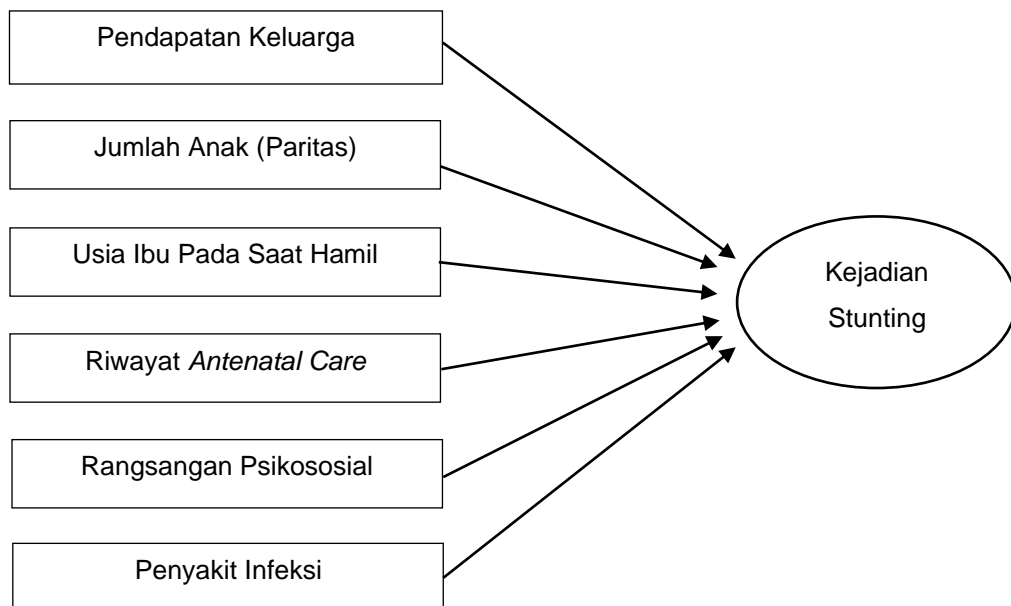 Pendapatan Keluarga
Jumlah Anak (Paritas)
Usia Ibu Pada Saat Hamil
Riwayat Antenatal Care
Rangsangan Psikososial
Penyakit Infeksi
Kejadian
Stunting